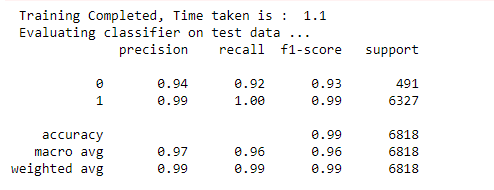 Training Completed, Time taken is :  1.1
Evaluating classifier on test data ...
precision    recall  f1-score   support
0       0.94      0.92      0.93       491
1       0.99      1.00      0.99      6327
accuracy                           0.99      6818
macro avg       0.97      0.96      0.96      6818
weighted avg       0.99      0.99      0.99      6818